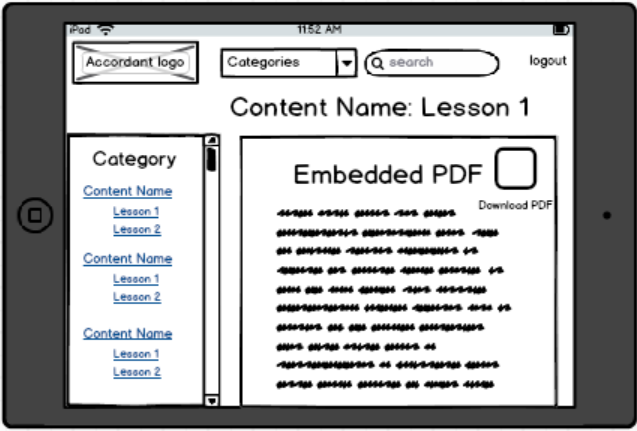 iPad 11:52 AM
Accordant logo
Categories
search
logout
Content Name: Lesson 1
Category
Content Name
Lesson 1
Lesson 2
Content Name
Lesson 1
Lesson 2
Content Name
Lesson 1
Lesson 2
Embedded PDF
Download PDF